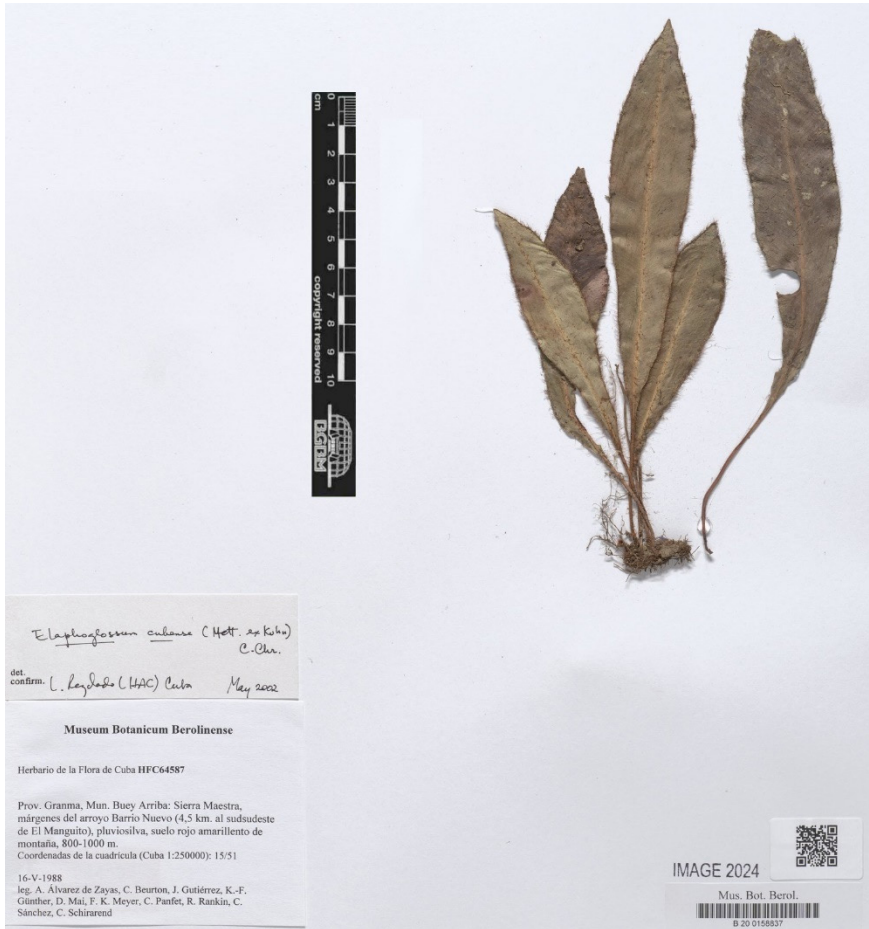 cm
0
1
2
3
4
5
6
7
8
9
10
copyright reserved
BGBM
Elaphoglossum cubense (Mett. ex Kuhn)
C. Chr.
det.
confirm. L. Regalado (HAC) Cuba May 2002
Museum Botanicum Berolinense
Herbario de la Flora de Cuba HFC64587
Prov. Granma, Mun. Buey Arriba: Sierra Maestra,
márgenes del arroyo Barrio Nuevo (4,5 km. al sudsudeste
de El Manguito), pluviosilva, suelo rojo amarillento de
montaña, 800-1000 m.
Coordenadas de la cuadrícula (Cuba 1:250000): 15/51
16-V-1988
leg. A. Álvarez de Zayas, C. Beurton, J. Gutiérrez, K.-F.
Günther, D. Mai, F. K. Meyer, C. Panfet, R. Rankin, C.
Sánchez, C. Schirarend
IMAGE 2024
Mus. Bot. Berol.
B 20 0158837